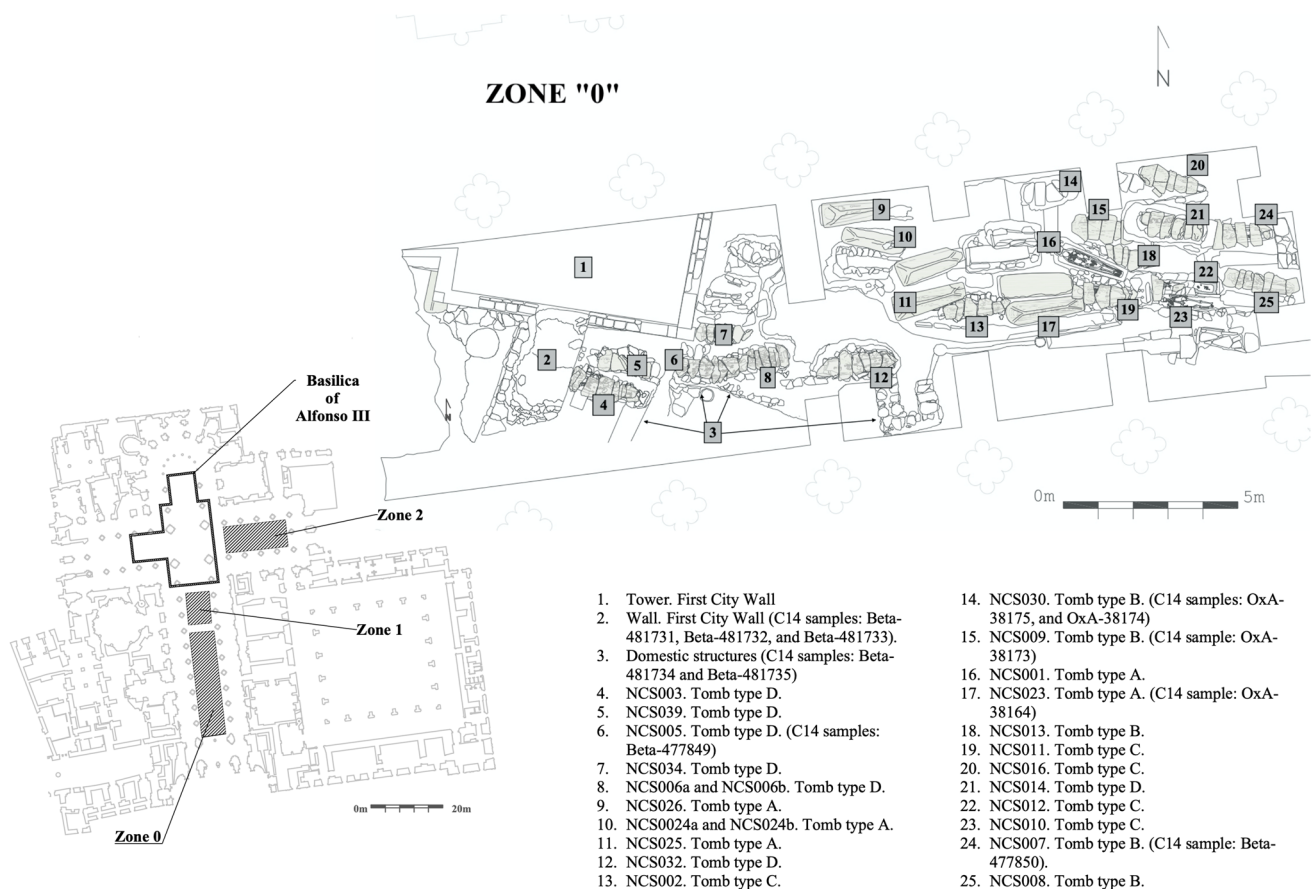 ZONE "0"
N
20
14
9
15
21
24
10
16
18
1
22
11
19
25
23
13
17
7
2
5
6
8
12
4
3
N
0m 5m
Basilica
of
Alfonso III
Zone 2
Zone 1
0m 20m
Zone 0
1. Tower. First City Wall
2. Wall. First City Wall (C14 samples: Beta-
481731, Beta-481732, and Beta-481733).
3. Domestic structures (C14 samples: Beta-
481734 and Beta-481735)
4. NCS003. Tomb type D.
5. NCS039. Tomb type D.
6. NCS005. Tomb type D. (C14 samples:
Beta-477849)
7. NCS034. Tomb type D.
8. NCS006a and NCS006b. Tomb type D.
9. NCS026. Tomb type A.
10. NCS0024a and NCS024b. Tomb type A.
11. NCS025. Tomb type A.
12. NCS032. Tomb type D.
13. NCS002. Tomb type C.
14. NCS030. Tomb type B. (C14 samples: OxA-
38175, and OxA-38174)
15. NCS009. Tomb type B. (C14 sample: OxA-
38173)
16. NCS001. Tomb type A.
17. NCS023. Tomb type A. (C14 sample: OxA-
38164)
18. NCS013. Tomb type B.
19. NCS011. Tomb type C.
20. NCS016. Tomb type C.
21. NCS014. Tomb type D.
22. NCS012. Tomb type C.
23. NCS010. Tomb type C.
24. NCS007. Tomb type B. (C14 sample: Beta-
477850).
25. NCS008. Tomb type B.